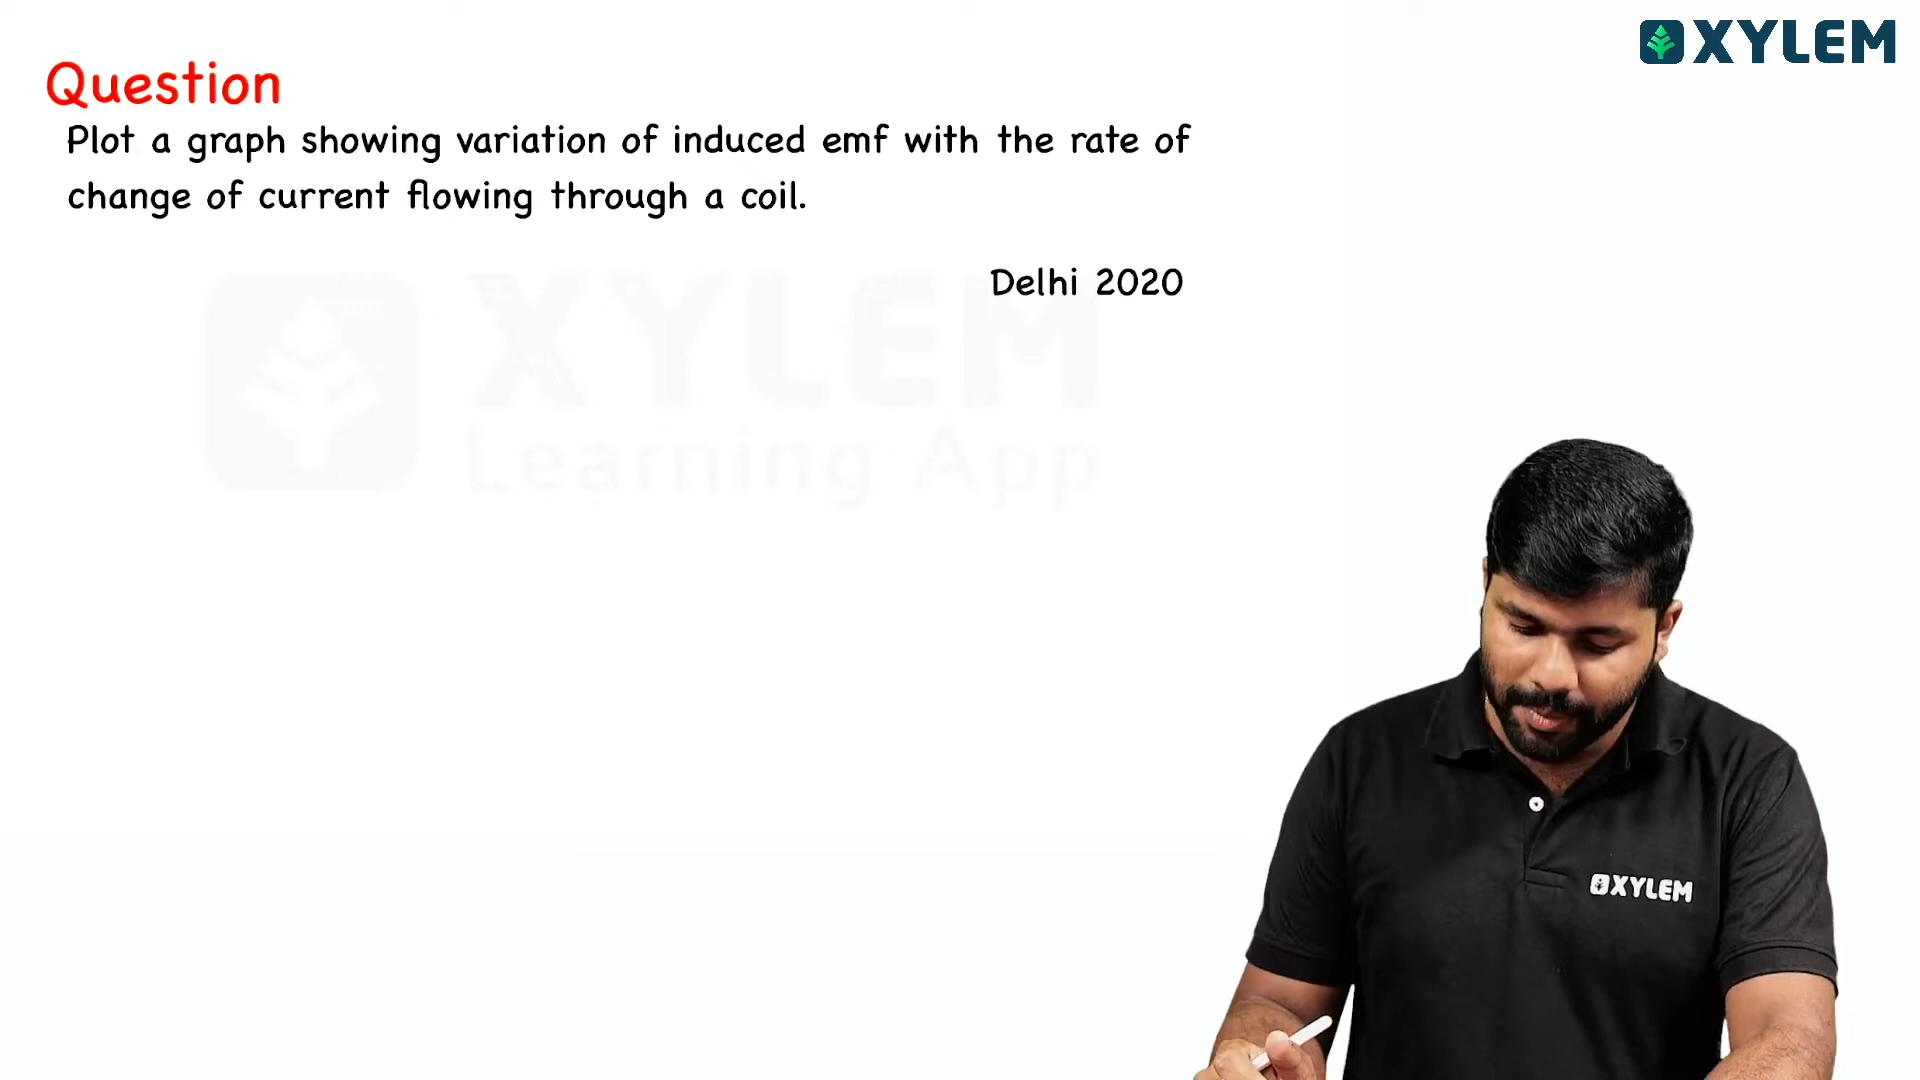 XYLEM
Question
Plot a graph showing variation of induced emf with the rate of
change of current flowing through a coil.
Delhi 2020
XYLEM
Learning App
XYLEM